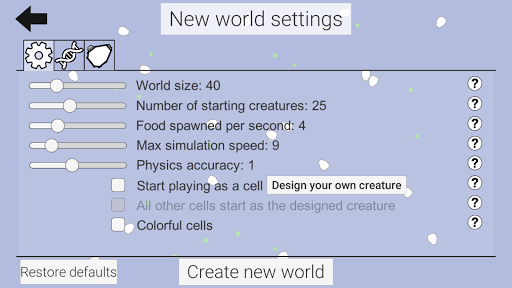 New world settings
World size: 40 ?
Number of starting creatures: 25 ?
Food spawned per second: 4 ?
Max simulation speed: 9 ?
Physics accuracy: 1 ?
Start playing as a cell Design your own creature ?
All other cells start as the designed creature ?
Colorful cells ?
Restore defaults Create new world